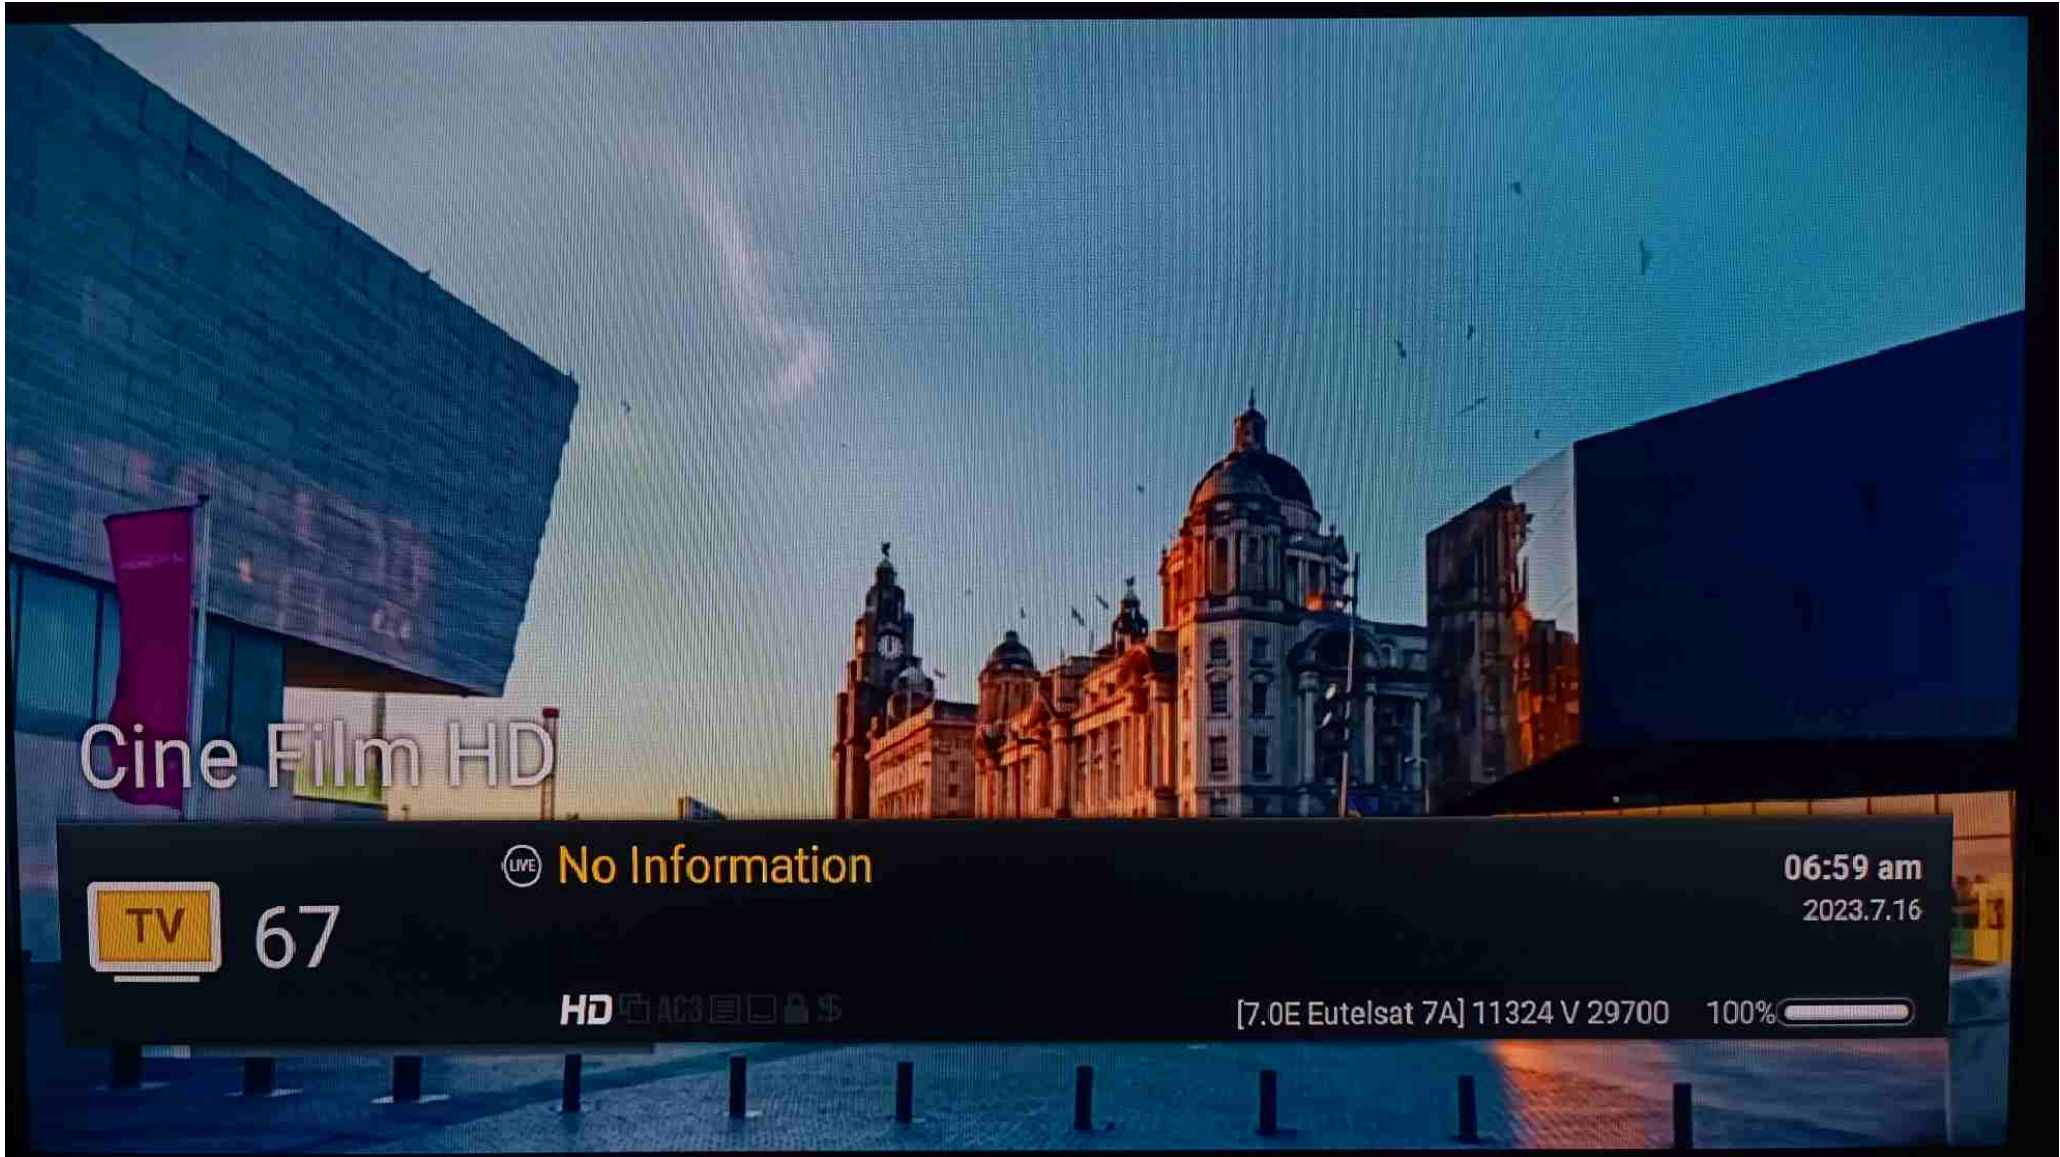 Cine Film HD
LIVE No Information
06:59 am
2023.7.16
TV 67
HD AC3 $
[7.0E Eutelsat 7A] 11324 V 29700 100%